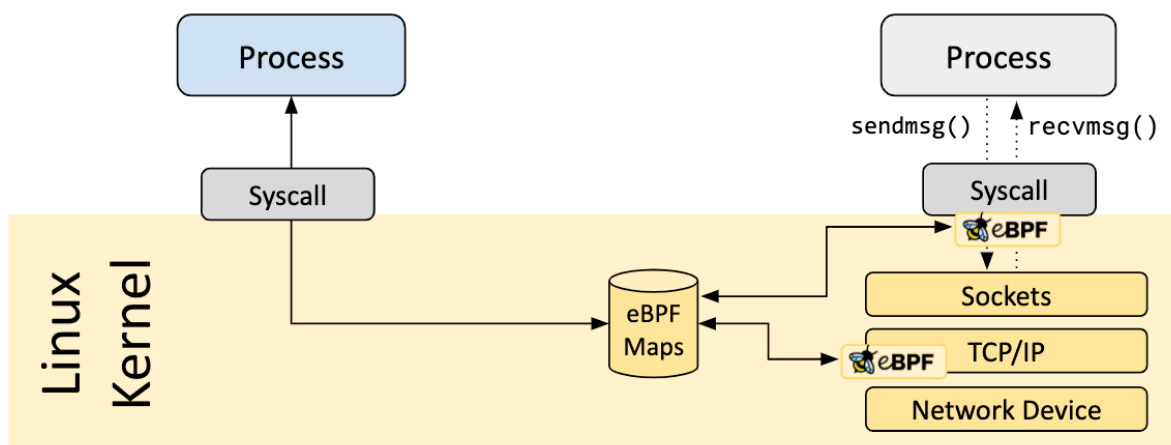 Process
Process
sendmsg()
recvmsg()
Syscall
Syscall
eBPF
Linux
Kernel
eBPF
Maps
Sockets
TCP/IP
eBPF
Network Device